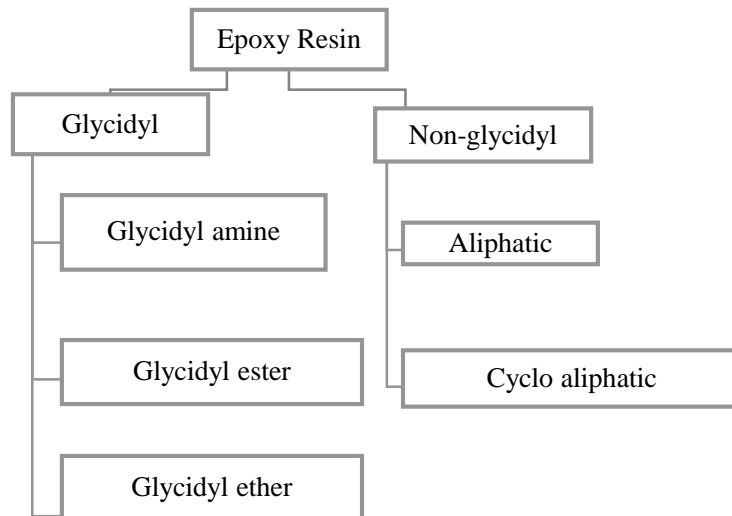 Epoxy Resin
Glycidyl
Non-glycidyl
Glycidyl amine
Aliphatic
Glycidyl ester
Cyclo aliphatic
Glycidyl ether